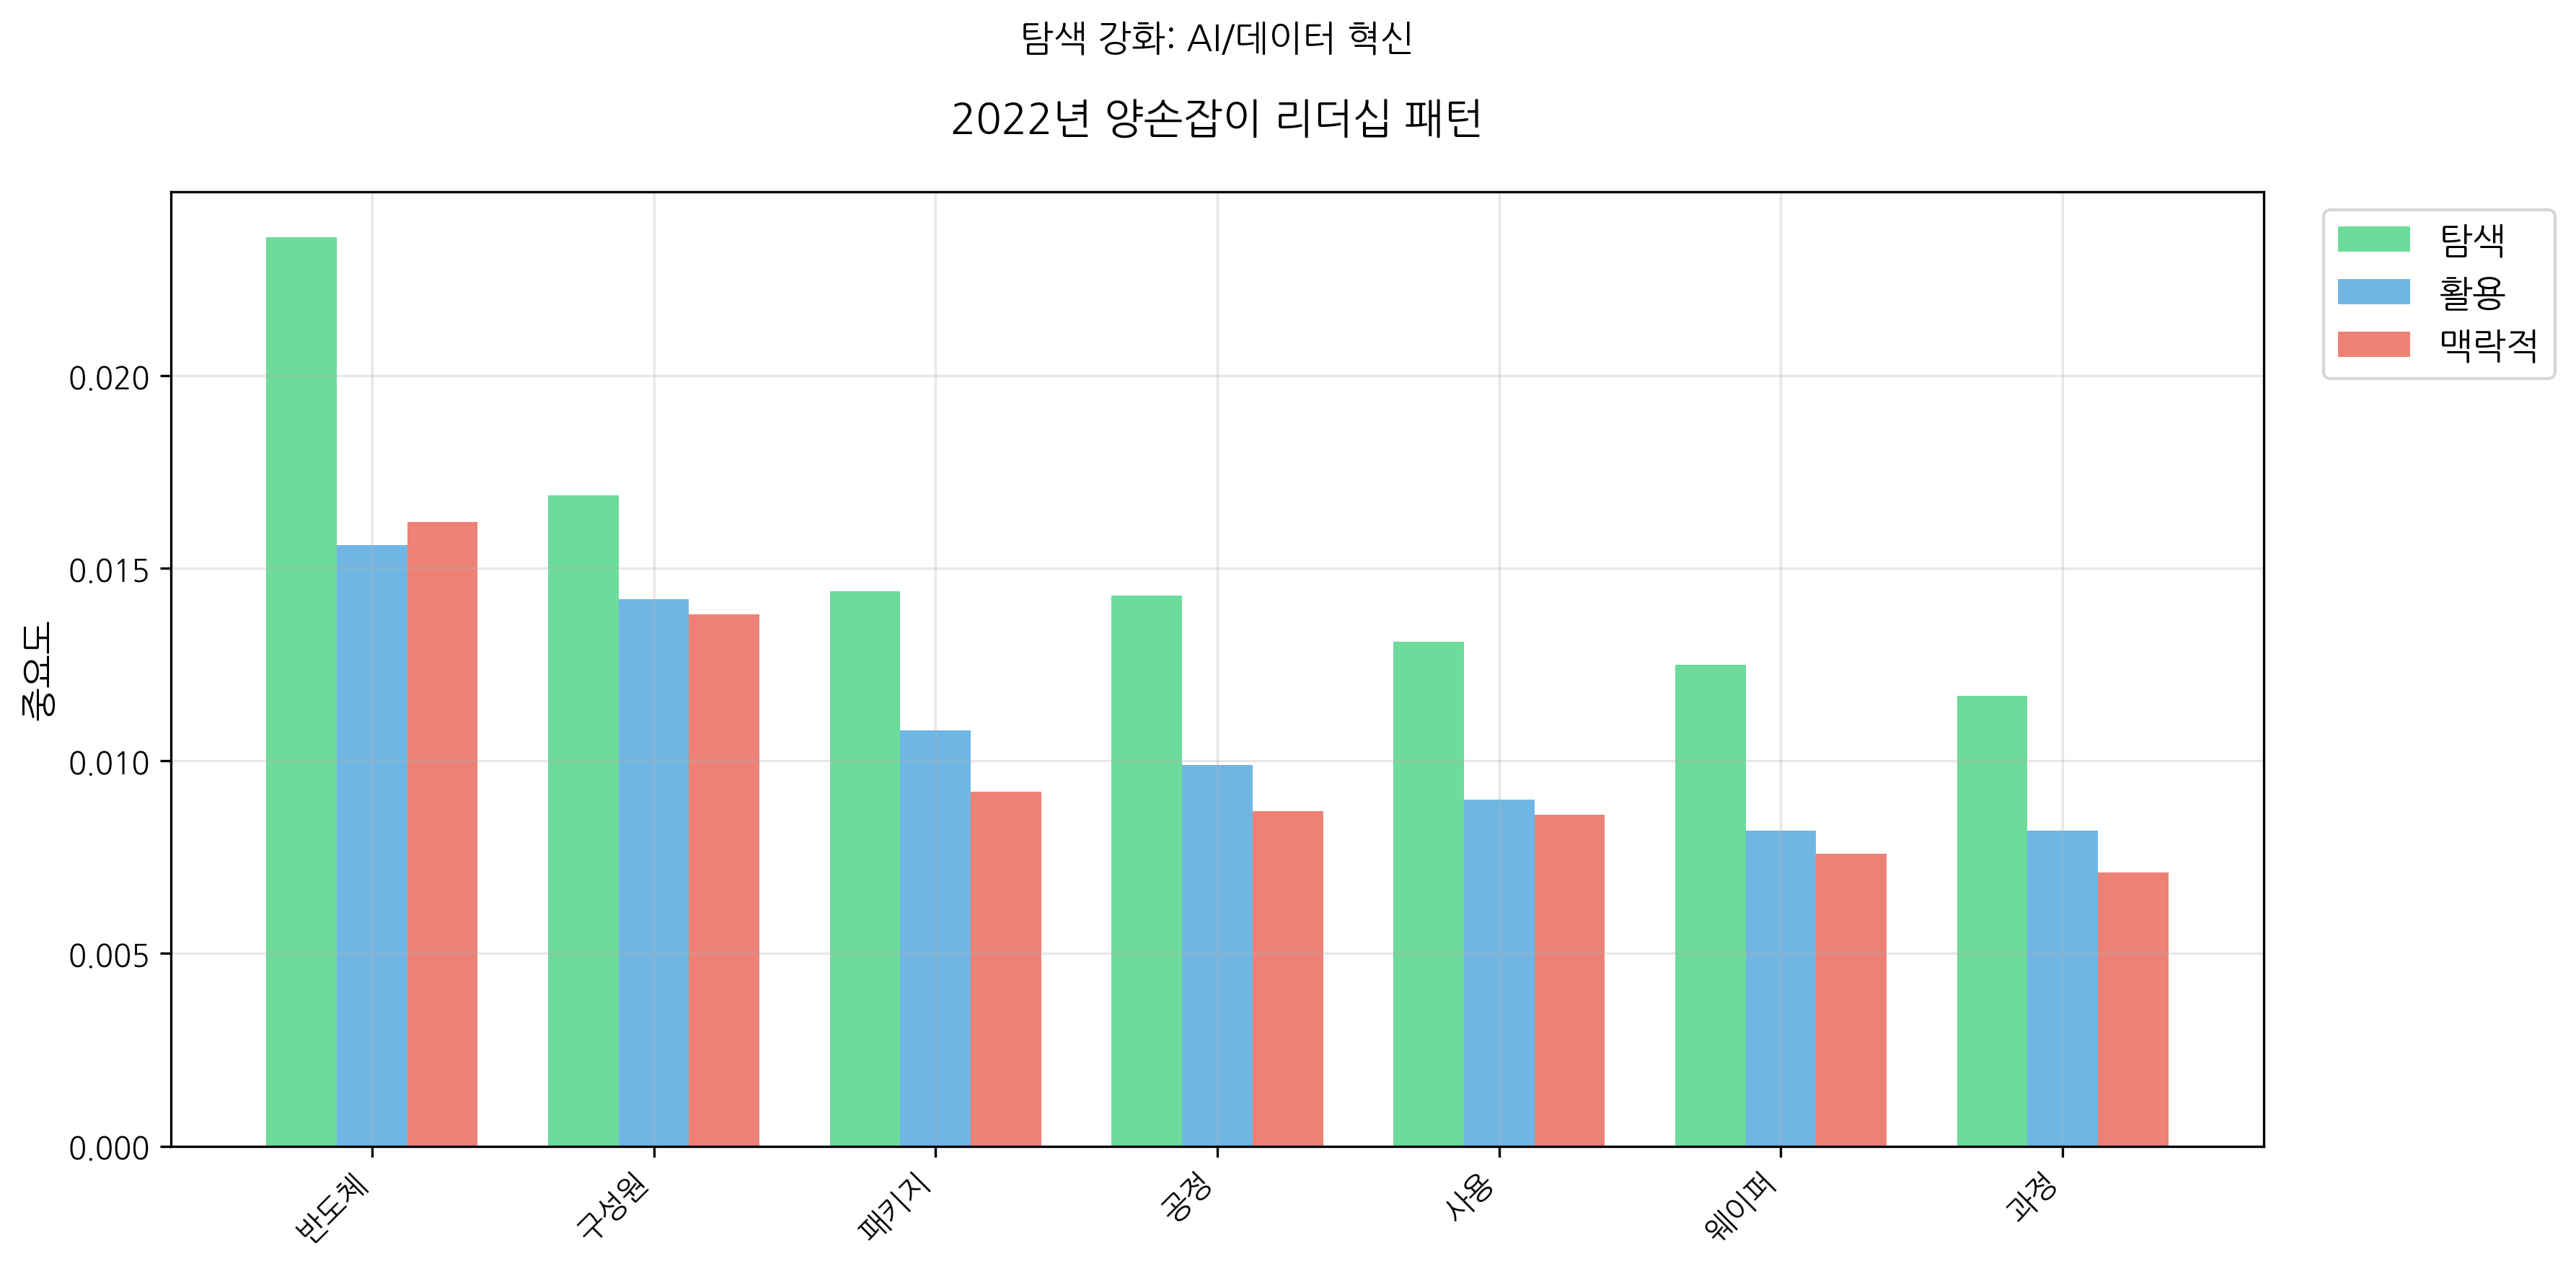 탐색 강화: AI/데이터 혁신
2022년 양손잡이 리더십 패턴
탐색
활용
맥락적
중요도
0.020
0.015
0.010
0.005
0.000
반도체
구성원
패키지
공정
사용
웨이퍼
과정